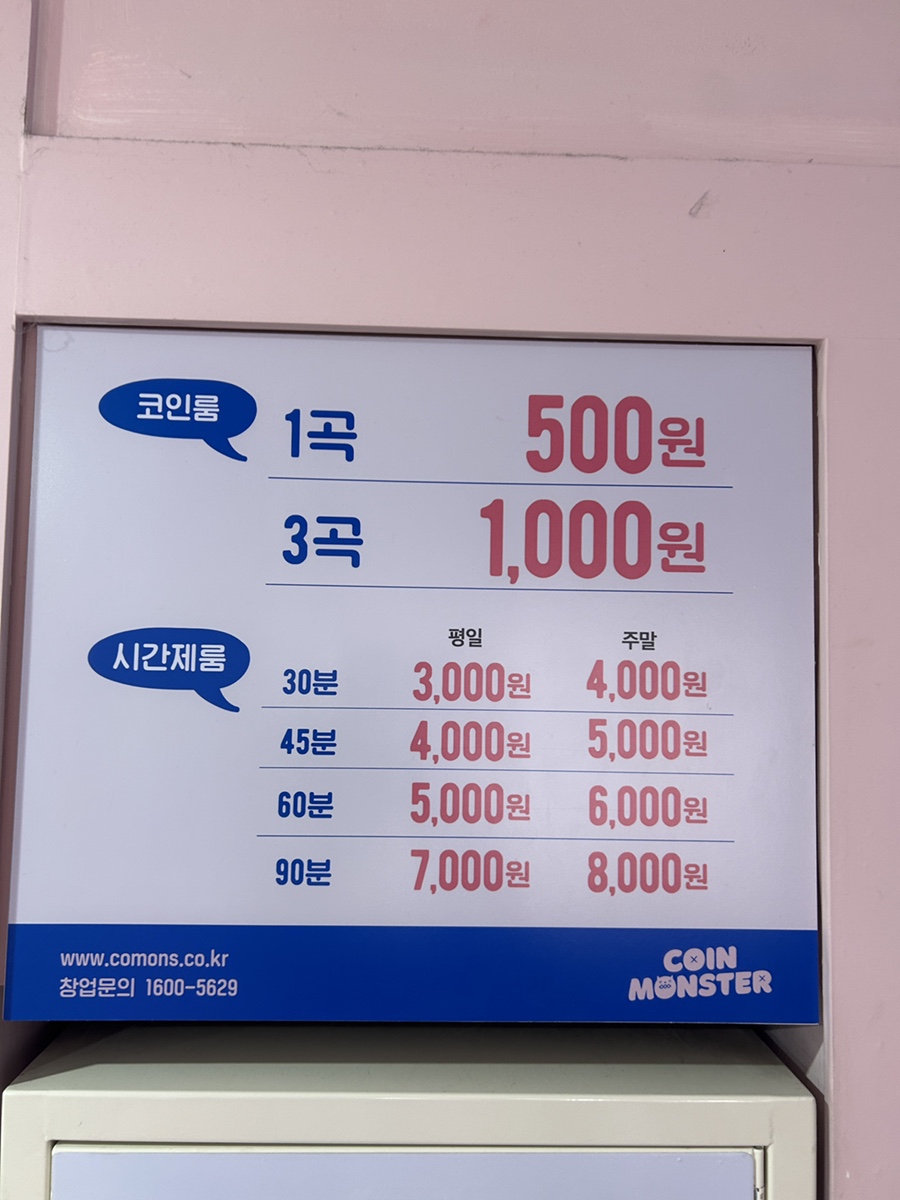 코인룸
1곡 500원
3곡 1,000원
시간제룸
평일 주말
30분 3,000원 4,000원
45분 4,000원 5,000원
60분 5,000원 6,000원
90분 7,000원 8,000원
www.comons.co.kr
창업문의 1600-5629
COIN
MONSTER